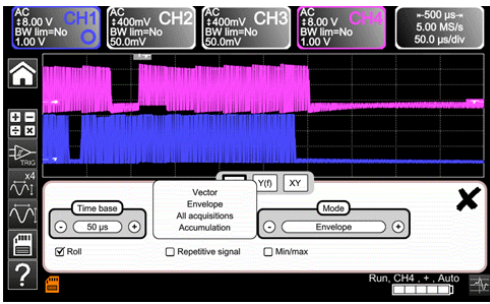 AC
‡8.00 V CH1
BW lim=No
1.00 V
AC
‡400mV CH2
BW lim=No
50.0mV
AC
‡400mV CH3
BW lim=No
50.0mV
AC
‡8.00 V CH4
BW lim=No
1.00 V
500 µs
5.00 MS/s
50.0 µs/div
TRIG
x4
Y(f)
XY
Vector
Envelope
All acquisitions
Accumulation
Time base
- 50 µs +
Mode
- Envelope +
Roll
Repetitive signal
Min/max
?
Run, CH4 , + , Auto